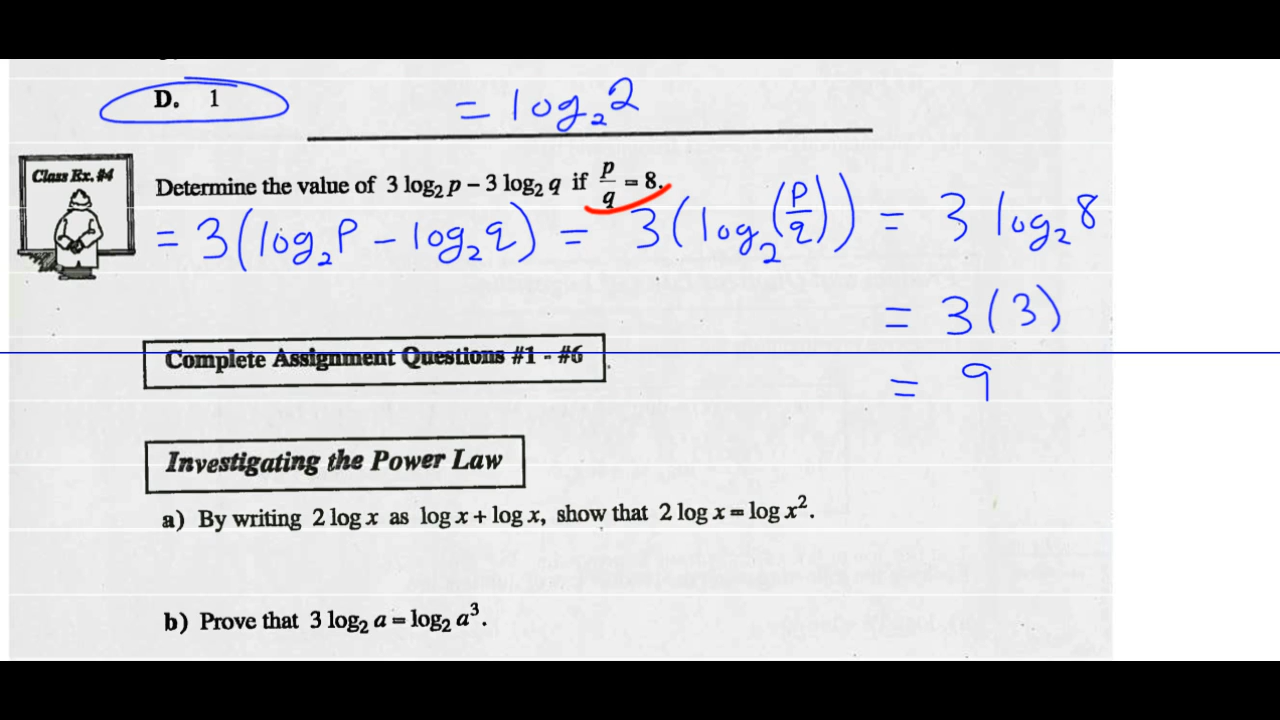 D. 1
= log₂2
Class Ex. #4
Determine the value of 3 log₂ p − 3 log₂ q if p/q = 8.
= 3(log₂P − log₂q) = 3(log₂(P/q)) = 3 log₂8
= 3(3)
= 9
Complete Assignment Questions #1 - #6
Investigating the Power Law
a) By writing 2 log x as log x + log x, show that 2 log x = log x².
b) Prove that 3 log₂ a = log₂ a³.